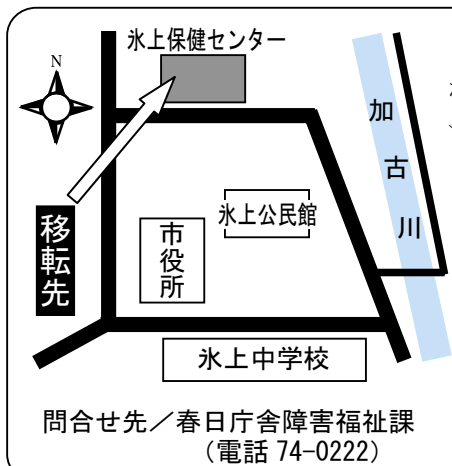 氷上保健センター
N
加古川
氷上公民館
移転先
市役所
氷上中学校
問合せ先／春日庁舎障害福祉課
（電話 74-0222）